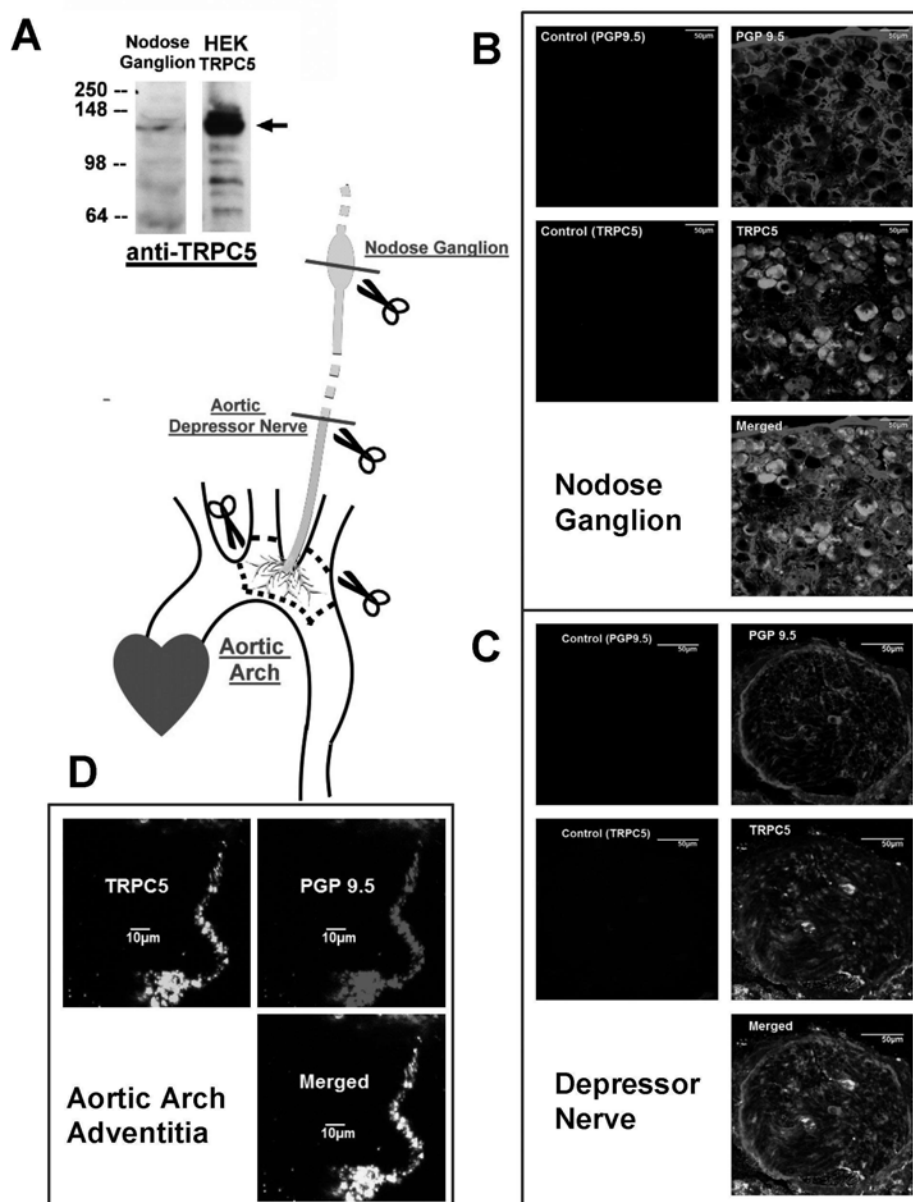 A
Nodose
Ganglion
HEK
TRPC5
250 --
148 --
98 --
64 --
anti-TRPC5
Nodose Ganglion
Aortic
Depressor Nerve
Aortic
Arch
B
Control (PGP9.5)
50μm
PGP 9.5
50μm
Control (TRPC5)
50μm
TRPC5
50μm
Nodose
Ganglion
Merged
50μm
C
Control (PGP9.5)
50μm
PGP 9.5
50μm
Control (TRPC5)
50μm
TRPC5
50μm
Depressor
Nerve
Merged
50μm
D
TRPC5
10μm
PGP 9.5
10μm
Aortic Arch
Adventitia
Merged
10μm